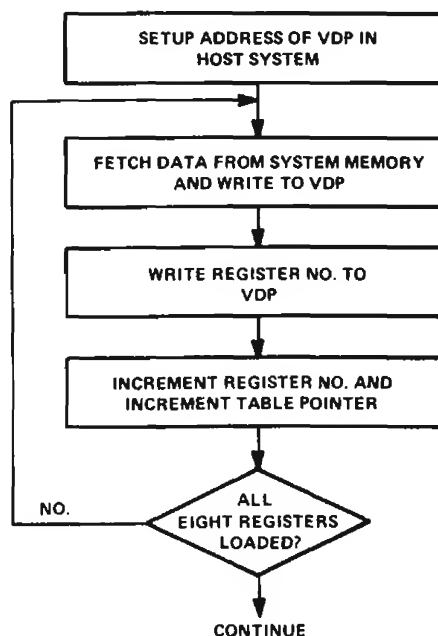 SETUP ADDRESS OF VDP IN
HOST SYSTEM
FETCH DATA FROM SYSTEM MEMORY
AND WRITE TO VDP
WRITE REGISTER NO. TO
VDP
INCREMENT REGISTER NO. AND
INCREMENT TABLE POINTER
NO.
ALL
EIGHT REGISTERS
LOADED?
CONTINUE